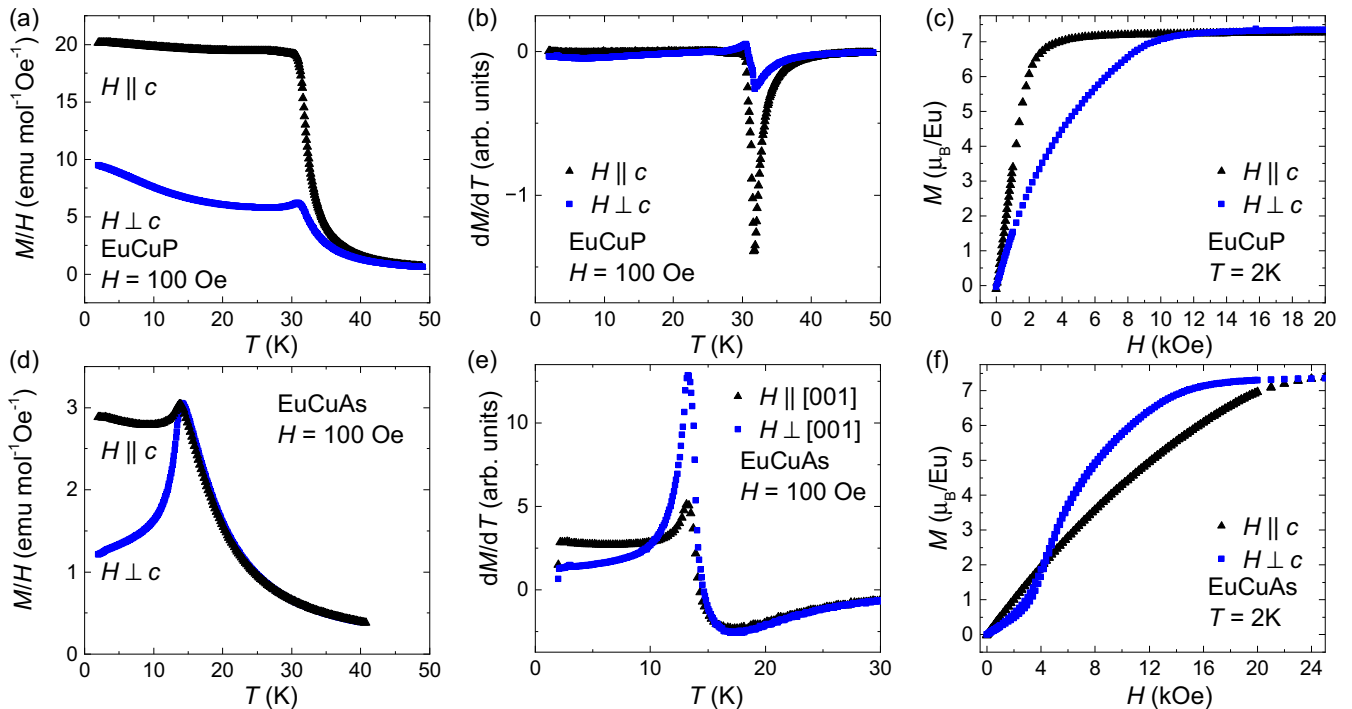 (a)
20
15
10
5
0
M/H (emu mol⁻¹Oe⁻¹)
H || c
H ⊥ c
EuCuP
H = 100 Oe
0 10 20 30 40 50
T (K)
(b)
0
−1
dM/dT (arb. units)
H || c
H ⊥ c
EuCuP
H = 100 Oe
0 10 20 30 40 50
T (K)
(c)
7
6
5
4
3
2
1
0
M (μB/Eu)
H || c
H ⊥ c
EuCuP
T = 2K
0 2 4 6 8 10 12 14 16 18 20
H (kOe)
(d)
3
2
1
0
M/H (emu mol⁻¹Oe⁻¹)
EuCuAs
H = 100 Oe
H || c
H ⊥ c
0 10 20 30 40 50
T (K)
(e)
10
5
0
dM/dT (arb. units)
H || [001]
H ⊥ [001]
EuCuAs
H = 100 Oe
0 10 20 30
T (K)
(f)
7
6
5
4
3
2
1
0
M (μB/Eu)
H || c
H ⊥ c
EuCuAs
T = 2K
0 4 8 12 16 20 24
H (kOe)